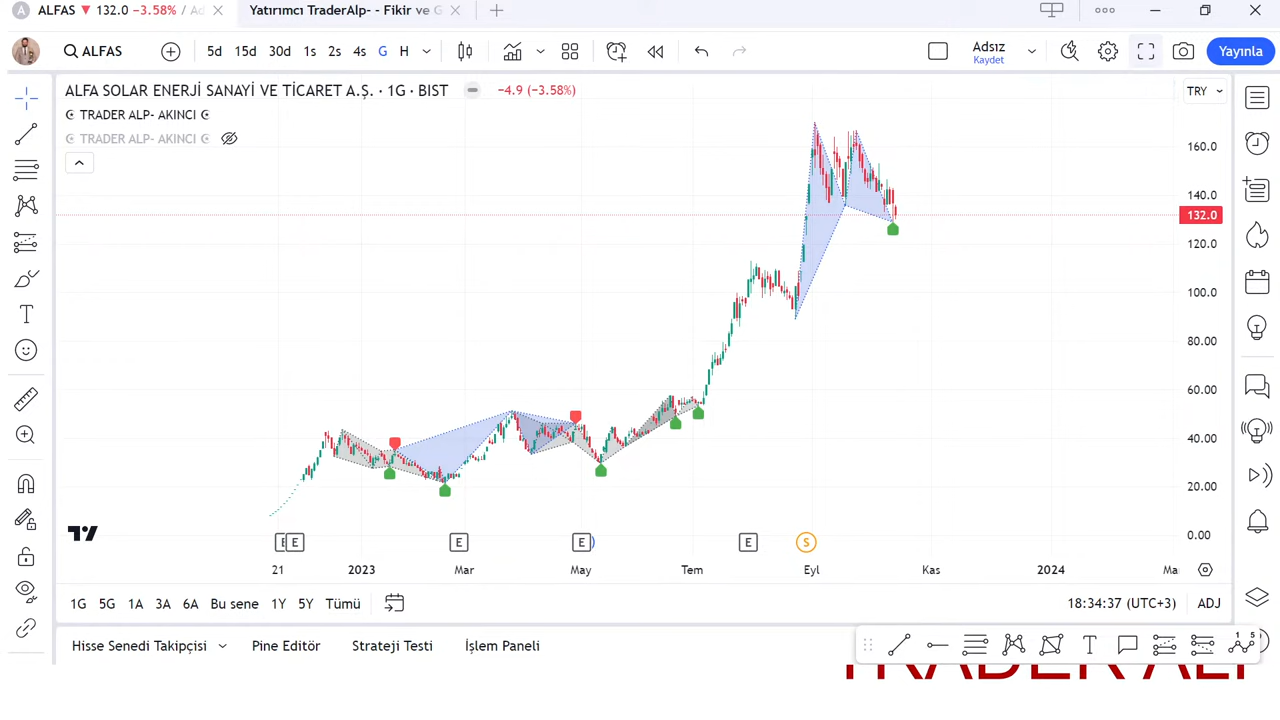 ALFAS ▼ 132.0 −3.58% / Ad
Yatırımcı TraderAlp- - Fikir ve G
ALFAS
5d 15d 30d 1s 2s 4s G H
Adsız
Kaydet
Yayınla
ALFA SOLAR ENERJİ SANAYİ VE TİCARET A.Ş. · 1G · BIST −4.9 (−3.58%)
TRY
TRADER ALP- AKINCI
TRADER ALP- AKINCI
160.0
140.0
132.0
120.0
100.0
80.00
60.00
40.00
20.00
0.00
E E E E S
21 2023 Mar May Tem Eyl Kas 2024 Ma
1G 5G 1A 3A 6A Bu sene 1Y 5Y Tümü
18:34:37 (UTC+3) ADJ
Hisse Senedi Takipçisi Pine Editör Strateji Testi İşlem Paneli
TRADER ALP